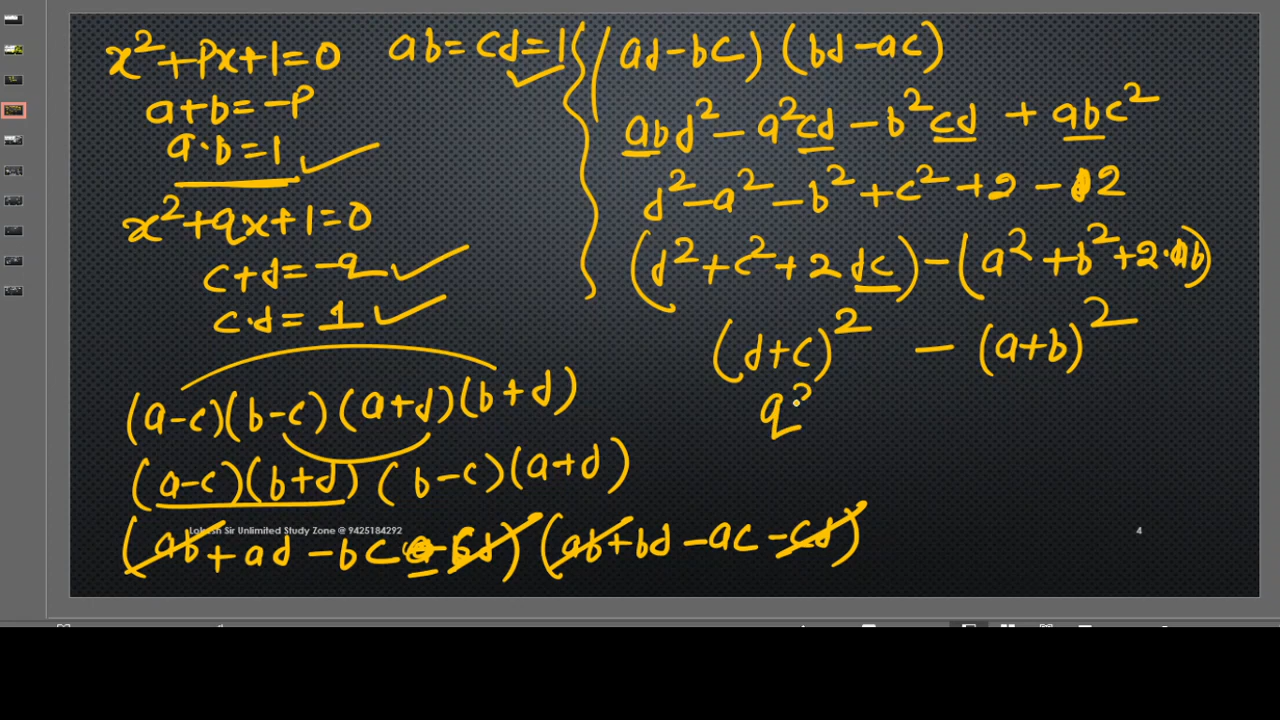 x²+px+1=0
a+b=-p
a·b=1
x²+qx+1=0
c+d=-q
c·d=1
(a-c)(b-c)(a+d)(b+d)
(a-c)(b+d)(b-c)(a+d)
Lokesh Sir Unlimited Study Zone @ 9425184292
(ab+ad-bc-cd)(ab+bd-ac-cd)
ab=cd=1
(ad-bc)(bd-ac)
abd²-a²cd-b²cd+abc²
d²-a²-b²+c²+2-2
(d²+c²+2dc)-(a²+b²+2·ab)
(d+c)²-(a+b)²
q²
4